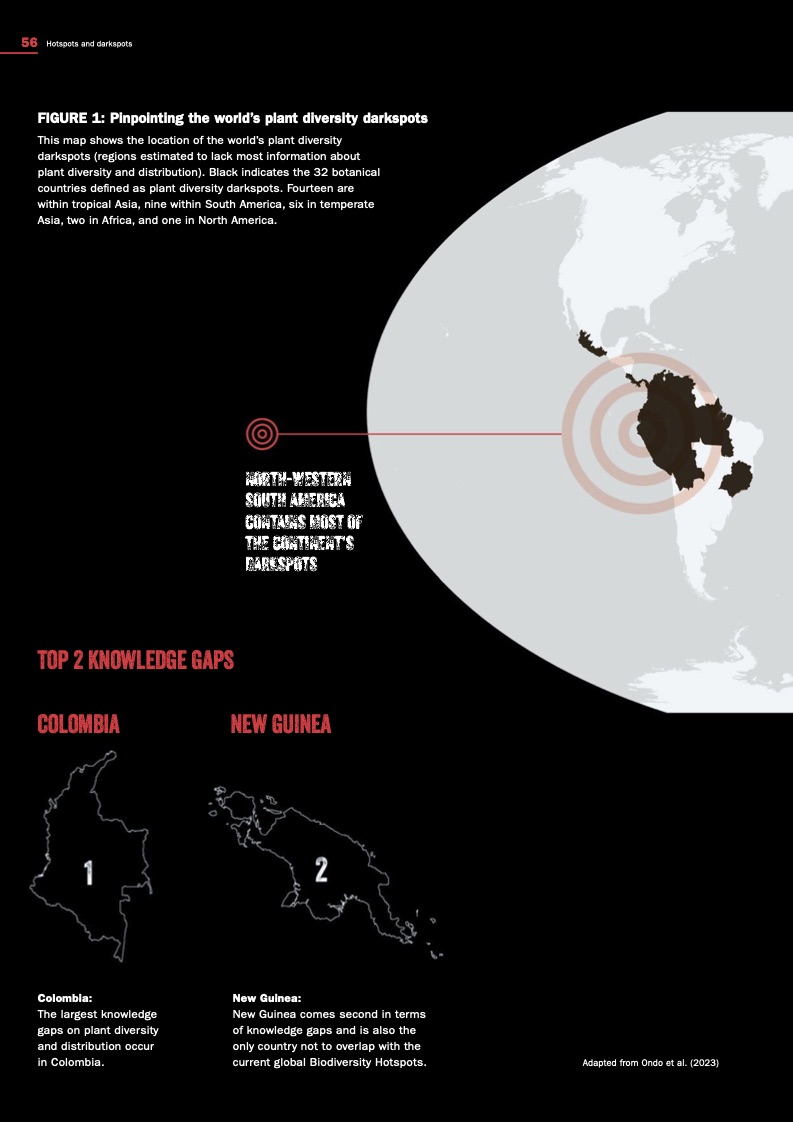 56 Hotspots and darkspots
FIGURE 1: Pinpointing the world's plant diversity darkspots
This map shows the location of the world's plant diversity
darkspots (regions estimated to lack most information about
plant diversity and distribution). Black indicates the 32 botanical
countries defined as plant diversity darkspots. Fourteen are
within tropical Asia, nine within South America, six in temperate
Asia, two in Africa, and one in North America.
NORTH-WESTERN
SOUTH AMERICA
CONTAINS MOST OF
THE CONTINENT'S
DARKSPOTS
TOP 2 KNOWLEDGE GAPS
COLOMBIA
NEW GUINEA
1
2
Colombia:
The largest knowledge
gaps on plant diversity
and distribution occur
in Colombia.
New Guinea:
New Guinea comes second in terms
of knowledge gaps and is also the
only country not to overlap with the
current global Biodiversity Hotspots.
Adapted from Ondo et al. (2023)